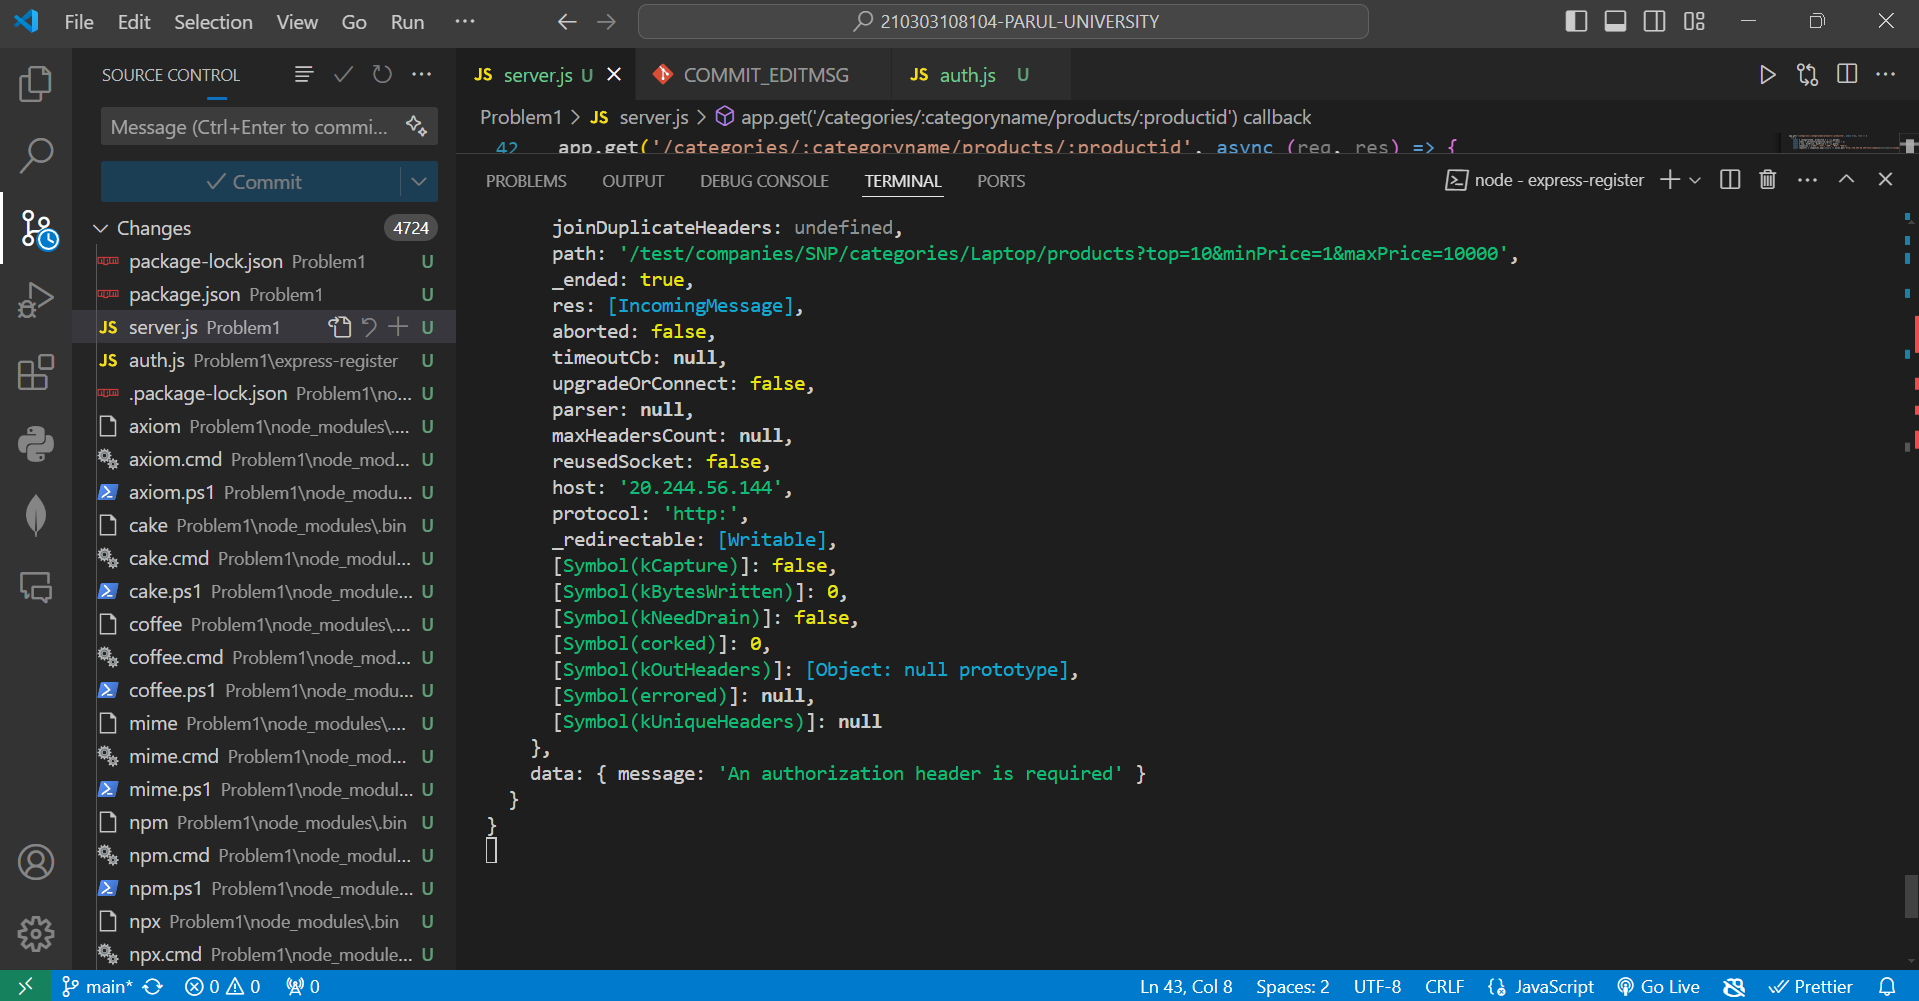 File Edit Selection View Go Run ···
210303108104-PARUL-UNIVERSITY
SOURCE CONTROL
Message (Ctrl+Enter to commi...
Commit
Changes 4724
package-lock.json Problem1 U
package.json Problem1 U
JS server.js Problem1 U
JS auth.js Problem1\express-register U
.package-lock.json Problem1\no... U
axiom Problem1\node_modules\.... U
axiom.cmd Problem1\node_mod... U
axiom.ps1 Problem1\node_modu... U
cake Problem1\node_modules\.bin U
cake.cmd Problem1\node_modul... U
cake.ps1 Problem1\node_module... U
coffee Problem1\node_modules\.... U
coffee.cmd Problem1\node_mod... U
coffee.ps1 Problem1\node_modu... U
mime Problem1\node_modules\.... U
mime.cmd Problem1\node_mod... U
mime.ps1 Problem1\node_modul... U
npm Problem1\node_modules\.bin U
npm.cmd Problem1\node_modul... U
npm.ps1 Problem1\node_module... U
npx Problem1\node_modules\.bin U
npx.cmd Problem1\node_module... U
JS server.js U
COMMIT_EDITMSG
JS auth.js U
Problem1 > JS server.js > app.get('/categories/:categoryname/products/:productid') callback
42 app.get('/categories/:categoryname/products/:productid', async (req, res) => {
PROBLEMS OUTPUT DEBUG CONSOLE TERMINAL PORTS
node - express-register
joinDuplicateHeaders: undefined,
path: '/test/companies/SNP/categories/Laptop/products?top=10&minPrice=1&maxPrice=10000',
_ended: true,
res: [IncomingMessage],
aborted: false,
timeoutCb: null,
upgradeOrConnect: false,
parser: null,
maxHeadersCount: null,
reusedSocket: false,
host: '20.244.56.144',
protocol: 'http:',
_redirectable: [Writable],
[Symbol(kCapture)]: false,
[Symbol(kBytesWritten)]: 0,
[Symbol(kNeedDrain)]: false,
[Symbol(corked)]: 0,
[Symbol(kOutHeaders)]: [Object: null prototype],
[Symbol(errored)]: null,
[Symbol(kUniqueHeaders)]: null
},
data: { message: 'An authorization header is required' }
}
}
main* 0 0 0
Ln 43, Col 8 Spaces: 2 UTF-8 CRLF JavaScript Go Live Prettier